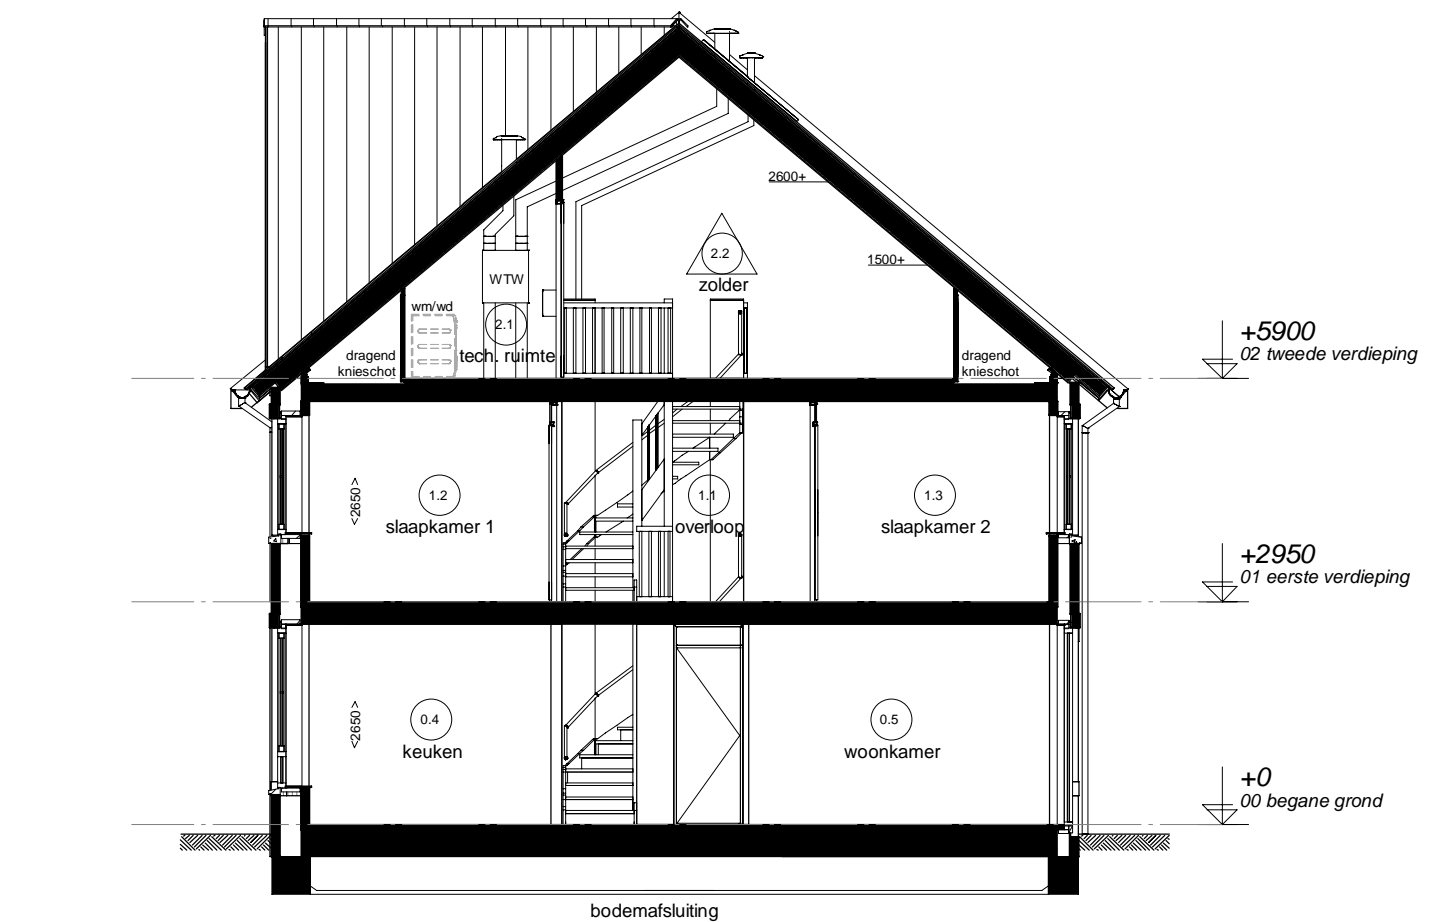 2600+
2.2
zolder
1500+
WTW
wm/wd
2.1
tech. ruimte
dragend
knieschot
dragend
knieschot
+5900
02 tweede verdieping
<2650>
1.2
slaapkamer 1
1.1
overloop
1.3
slaapkamer 2
+2950
01 eerste verdieping
<2650>
0.4
keuken
0.5
woonkamer
+0
00 begane grond
bodemafsluiting